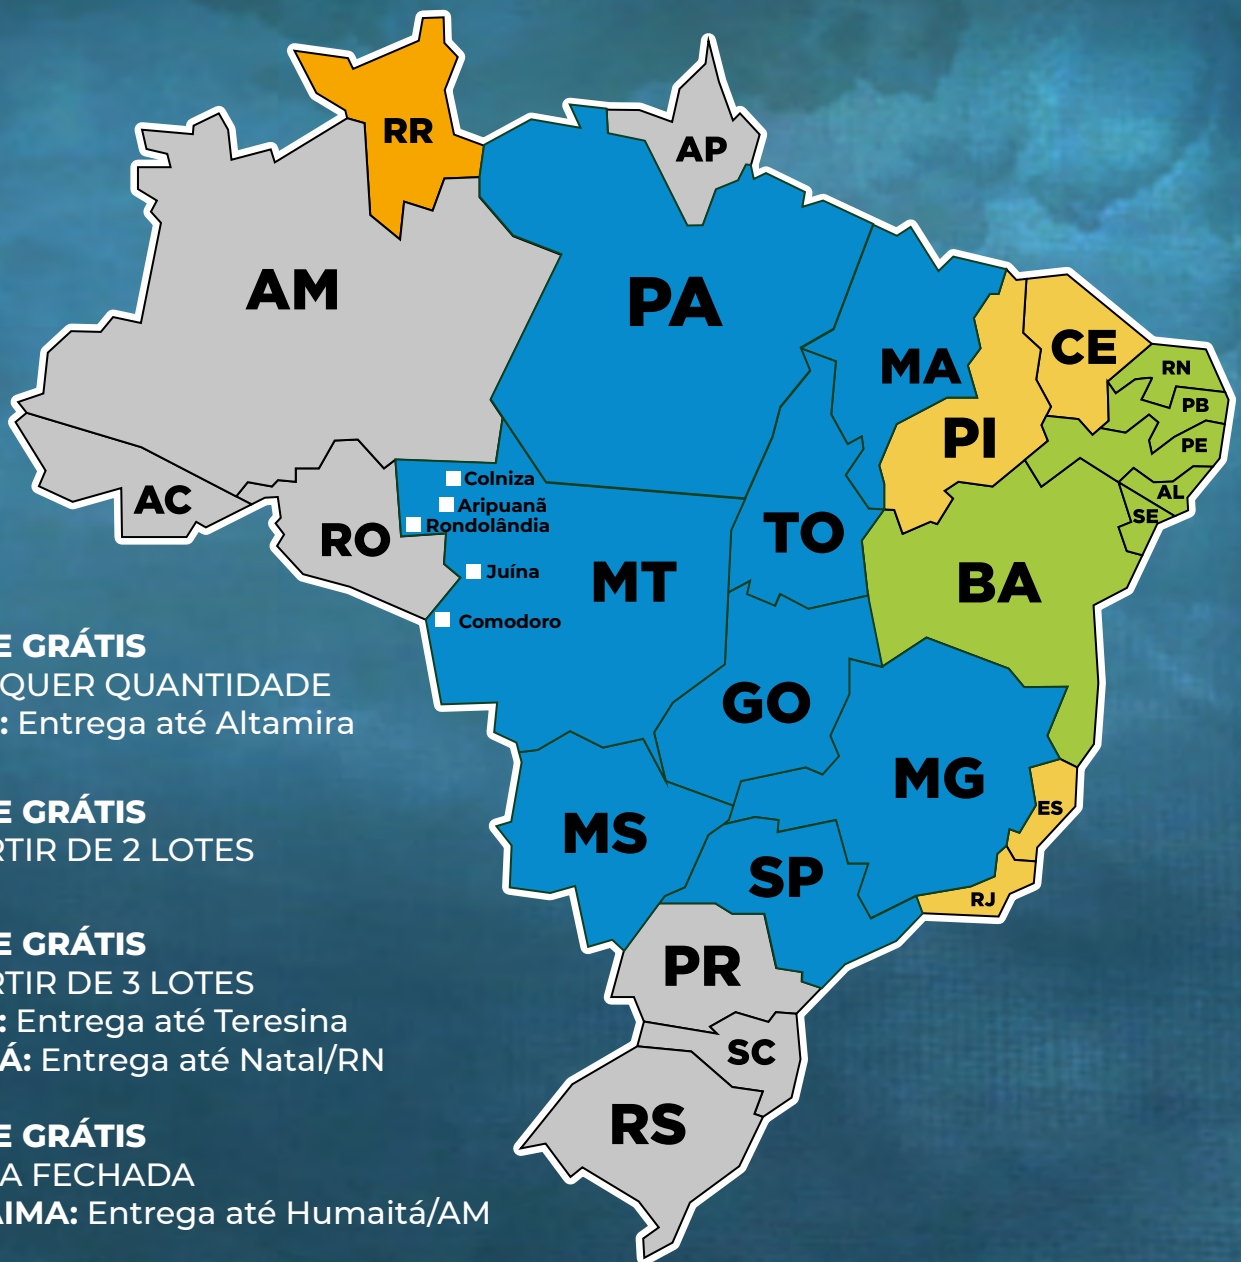 RR
AP
AM
PA
MA
CE
RN
PB
PI
PE
AL
SE
AC
RO
Colniza
Aripuanã
Rondolândia
TO
MT
Juína
BA
Comodoro
E GRÁTIS
QUER QUANTIDADE
: Entrega até Altamira
GO
MG
ES
E GRÁTIS
RTIR DE 2 LOTES
MS
SP
RJ
E GRÁTIS
RTIR DE 3 LOTES
: Entrega até Teresina
Á: Entrega até Natal/RN
PR
SC
RS
E GRÁTIS
A FECHADA
AIMA: Entrega até Humaitá/AM